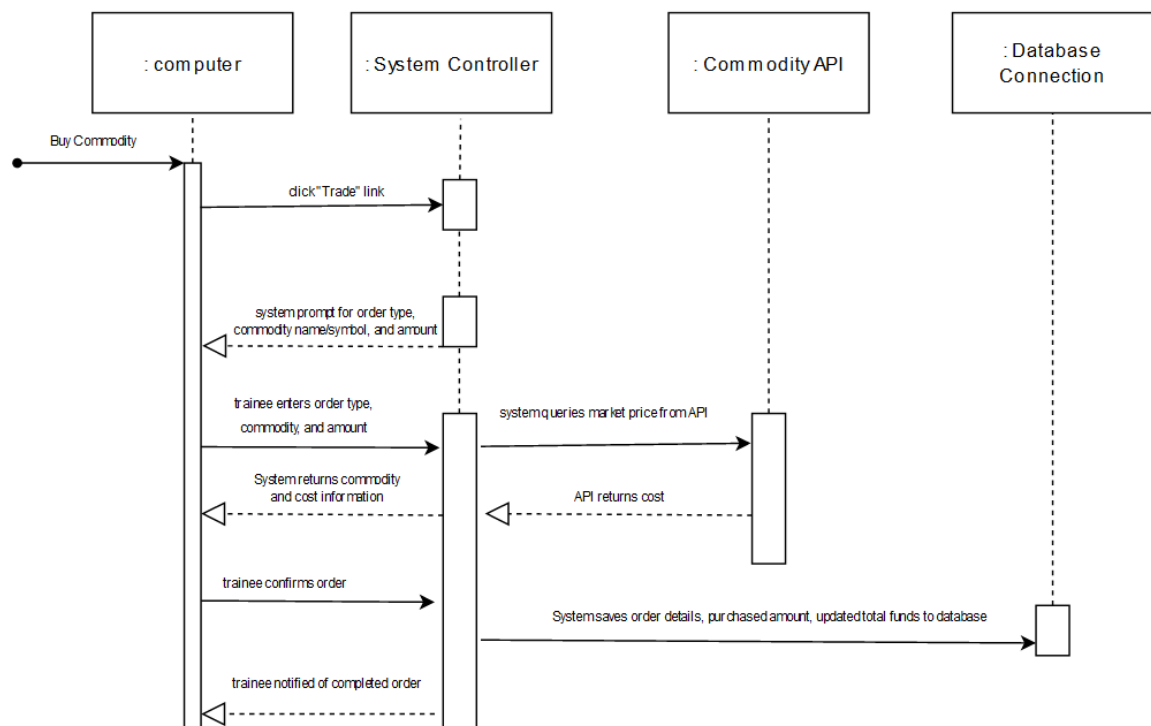 : computer
: System Controller
: Commodity API
: Database
Connection
Buy Commodity
click "Trade" link
system prompt for order type,
commodity name/symbol, and amount
trainee enters order type,
commodity, and amount
system queries market price from API
System returns commodity
and cost information
API returns cost
trainee confirms order
System saves order details, purchased amount, updated total funds to database
trainee notified of completed order